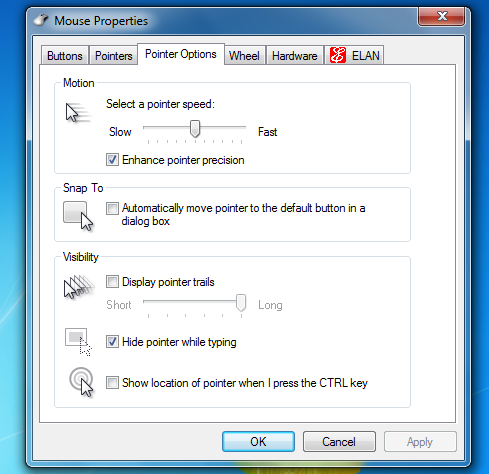 Mouse Properties
Buttons Pointers Pointer Options Wheel Hardware ELAN
Motion
Select a pointer speed:
Slow Fast
Enhance pointer precision
Snap To
Automatically move pointer to the default button in a
dialog box
Visibility
Display pointer trails
Short Long
Hide pointer while typing
Show location of pointer when I press the CTRL key
OK Cancel Apply